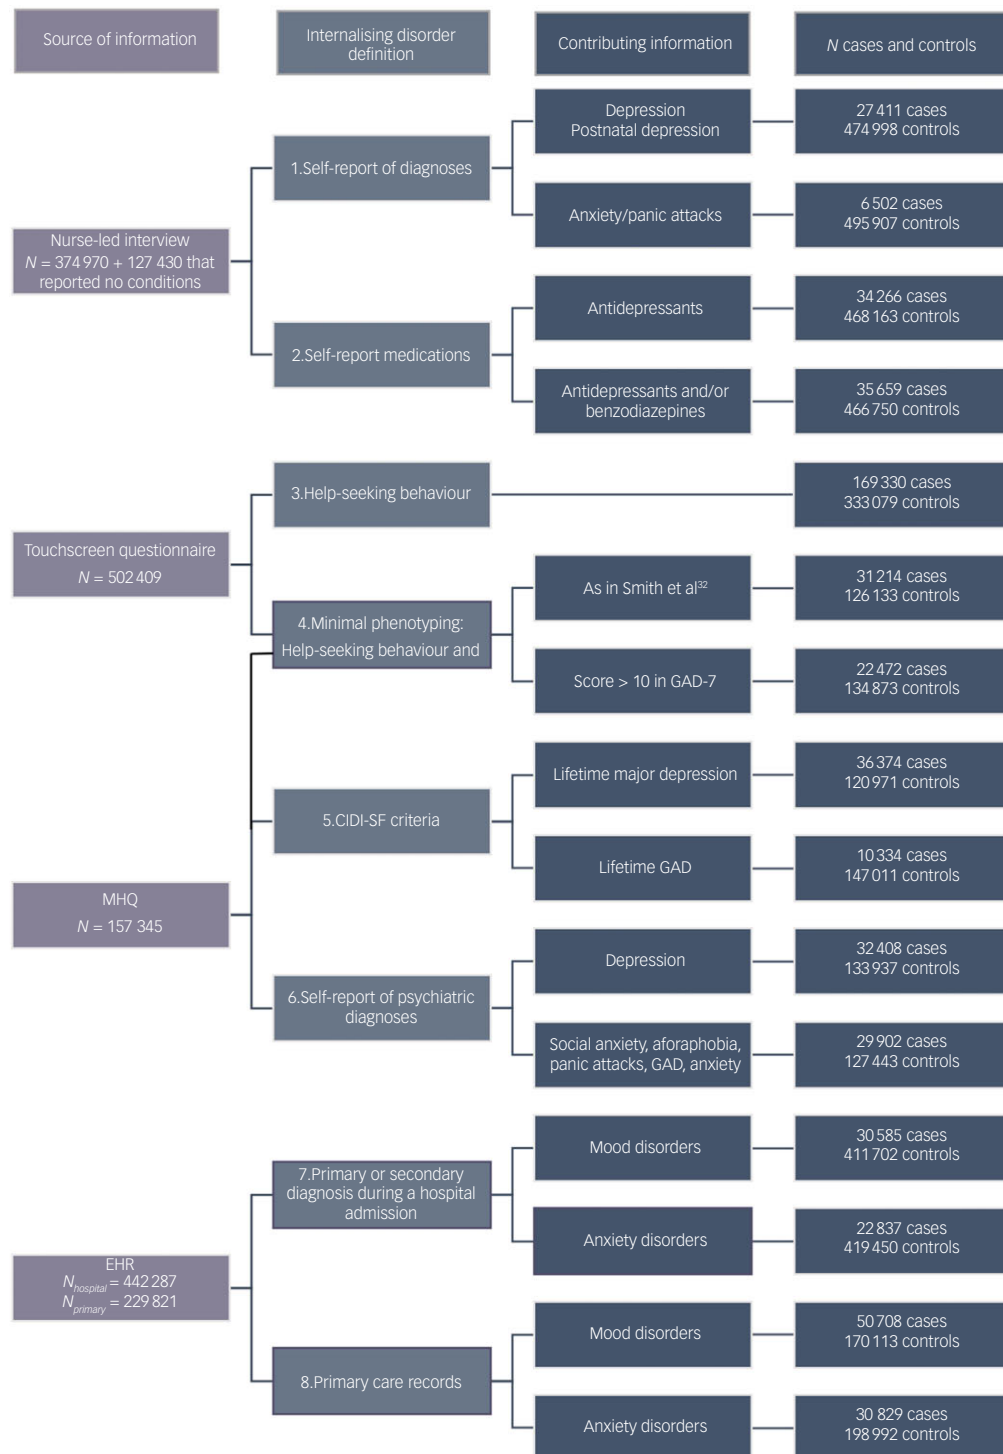 Source of information
Internalising disorder
definition
Contributing information
N cases and controls
Nurse-led interview
N = 374 970 + 127 430 that
reported no conditions
1.Self-report of diagnoses
Depression
Postnatal depression
27 411 cases
474 998 controls
Anxiety/panic attacks
6 502 cases
495 907 controls
2.Self-report medications
Antidepressants
34 266 cases
468 163 controls
Antidepressants and/or
benzodiazepines
35 659 cases
466 750 controls
Touchscreen questionnaire
N = 502 409
3.Help-seeking behaviour
169 330 cases
333 079 controls
4.Minimal phenotyping:
Help-seeking behaviour and
As in Smith et al32
31 214 cases
126 133 controls
Score > 10 in GAD-7
22 472 cases
134 873 controls
MHQ
N = 157 345
5.CIDI-SF criteria
Lifetime major depression
36 374 cases
120 971 controls
Lifetime GAD
10 334 cases
147 011 controls
6.Self-report of psychiatric
diagnoses
Depression
32 408 cases
133 937 controls
Social anxiety, aforaphobia,
panic attacks, GAD, anxiety
29 902 cases
127 443 controls
EHR
Nhospital = 442 287
Nprimary = 229 821
7.Primary or secondary
diagnosis during a hospital
admission
Mood disorders
30 585 cases
411 702 controls
Anxiety disorders
22 837 cases
419 450 controls
8.Primary care records
Mood disorders
50 708 cases
170 113 controls
Anxiety disorders
30 829 cases
198 992 controls